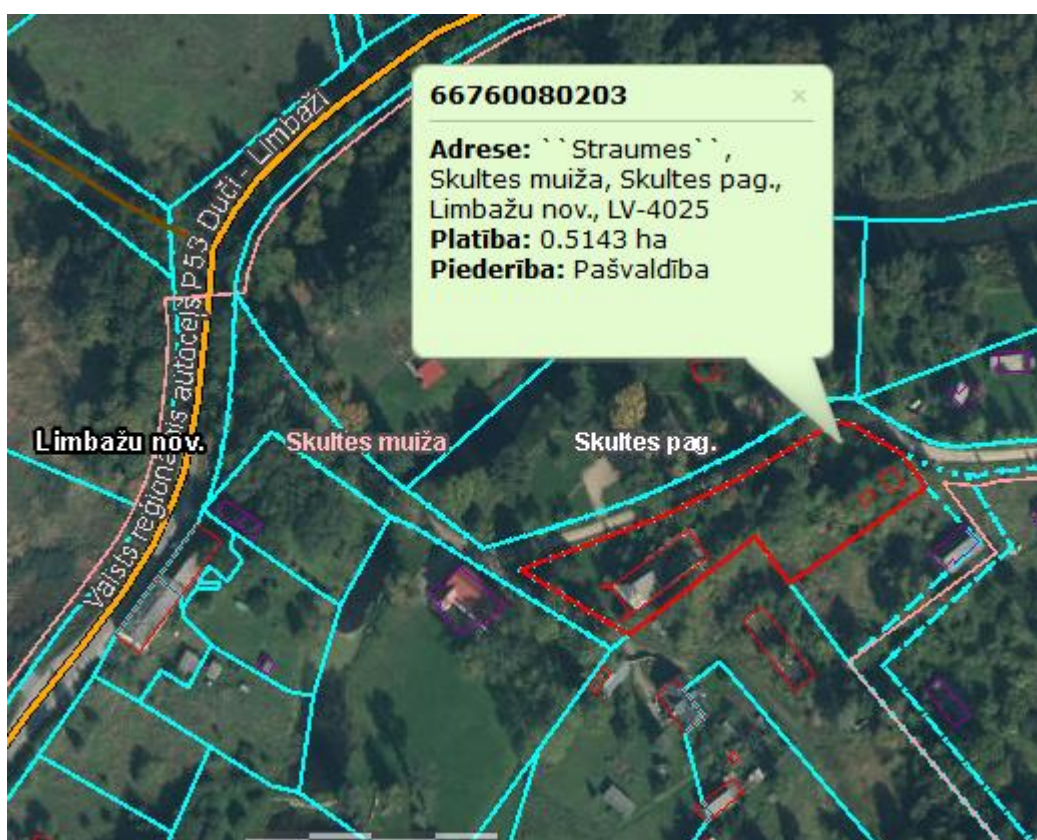 66760080203 ×
Adrese: ``Straumes``,
Skultes muiža, Skultes pag.,
Limbažu nov., LV-4025
Platība: 0.5143 ha
Piederība: Pašvaldība
Valsts reģionālais autoceļš P53 Duči - Limbaži
Limbažu nov.
Skultes muiža
Skultes pag.